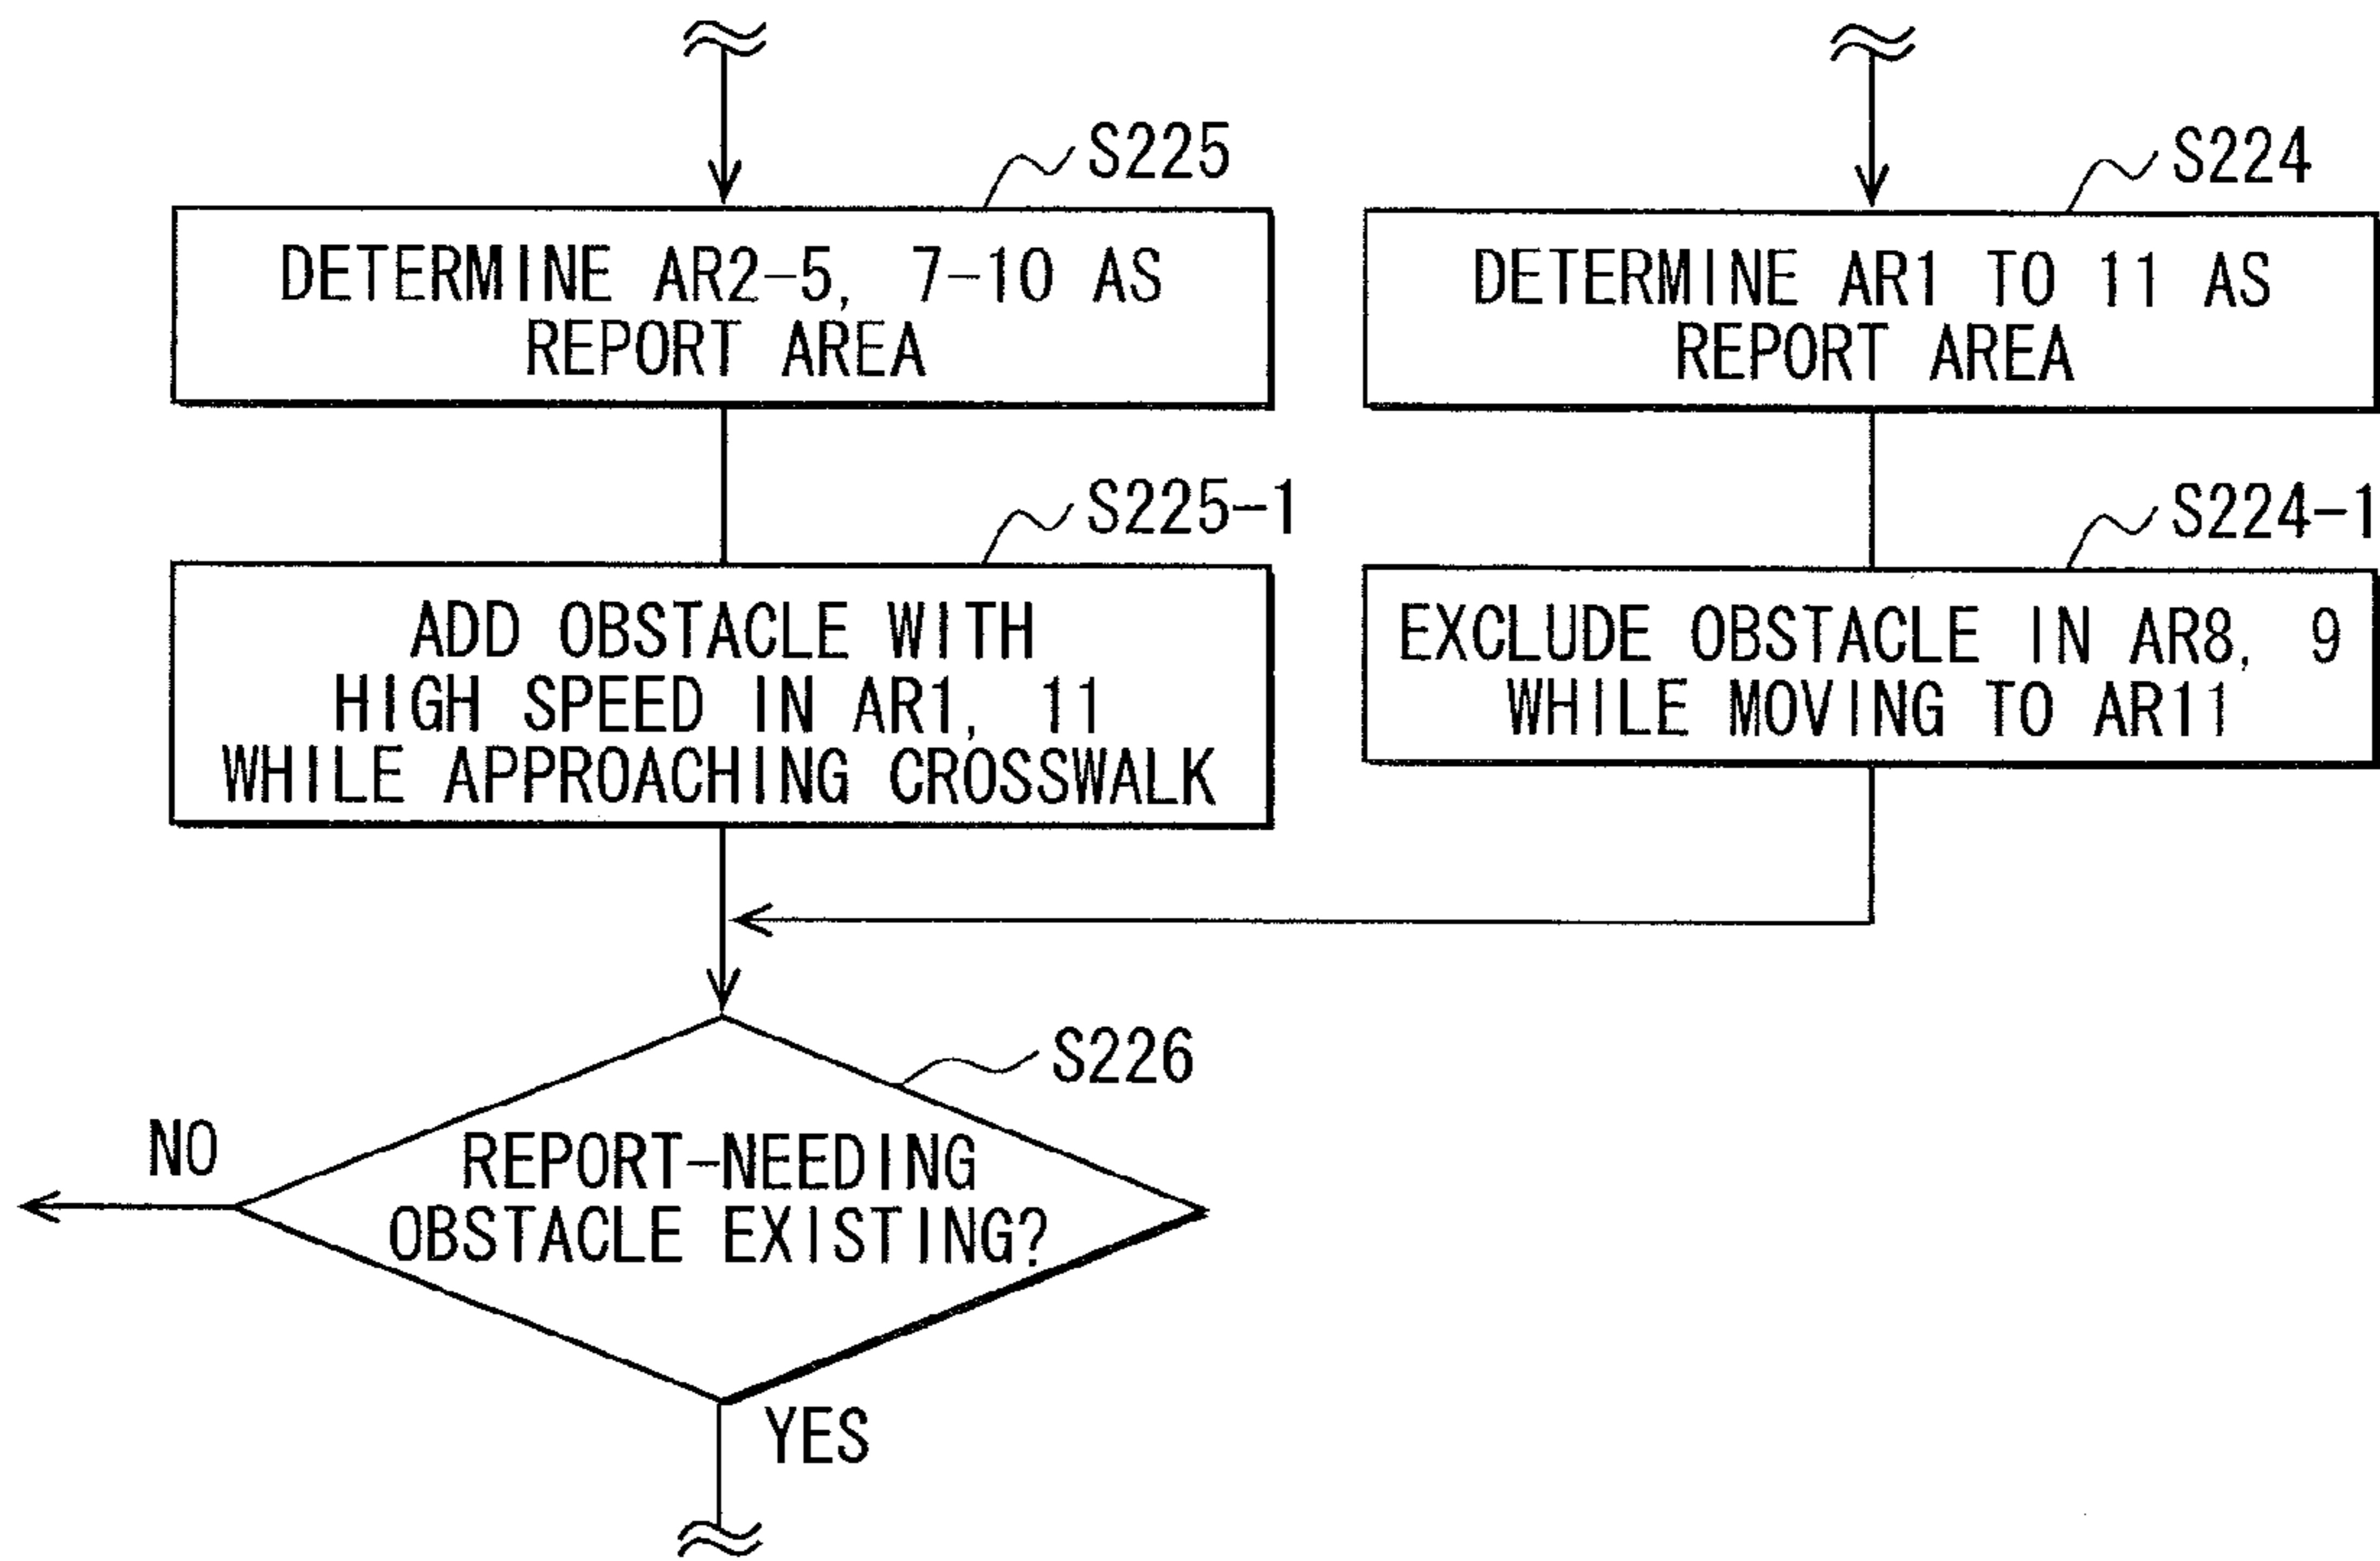 S225
DETERMINE AR2-5, 7-10 AS
REPORT AREA
S224
DETERMINE AR1 TO 11 AS
REPORT AREA
S225-1
ADD OBSTACLE WITH
HIGH SPEED IN AR1, 11
WHILE APPROACHING CROSSWALK
S224-1
EXCLUDE OBSTACLE IN AR8, 9
WHILE MOVING TO AR11
S226
REPORT-NEEDING
OBSTACLE EXISTING?
NO
YES